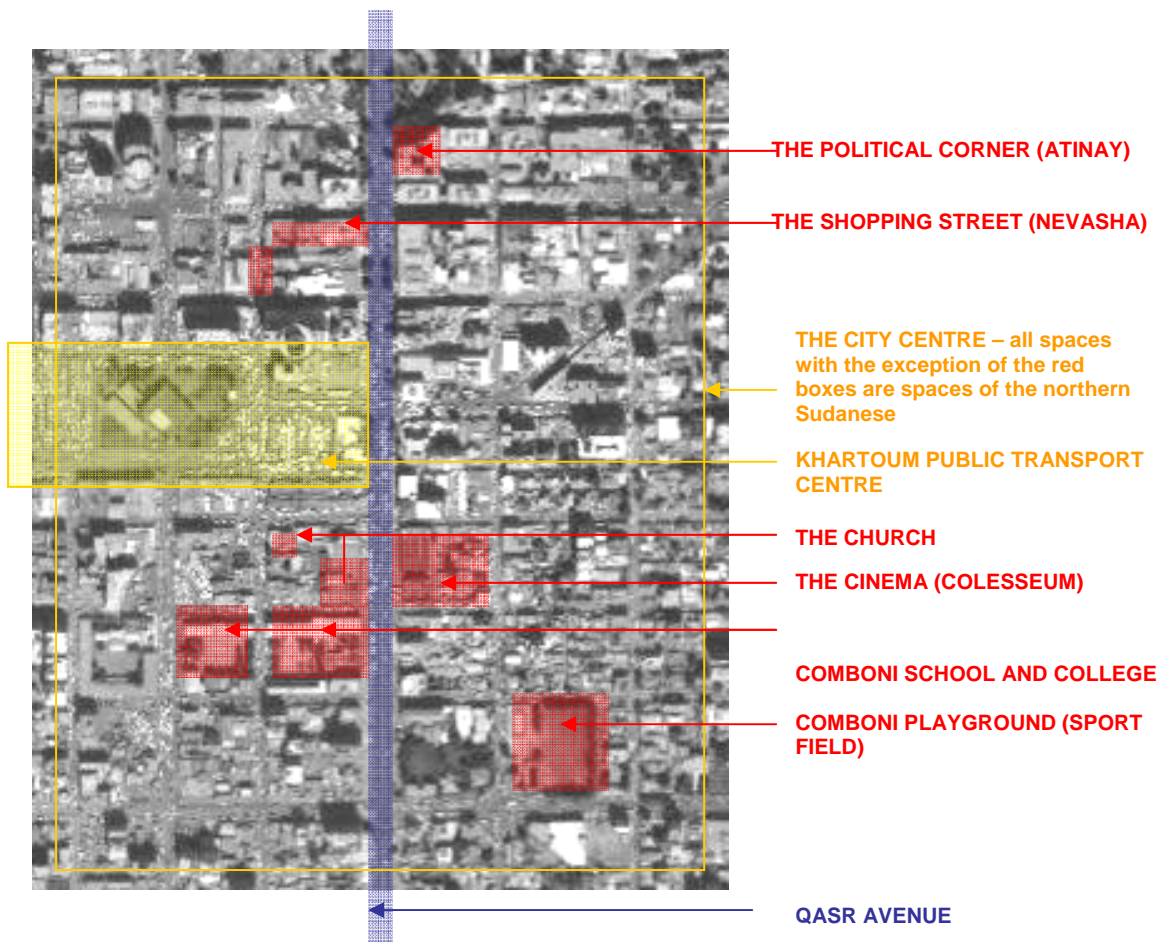 THE POLITICAL CORNER (ATINAY)
THE SHOPPING STREET (NEVASHA)
THE CITY CENTRE – all spaces
with the exception of the red
boxes are spaces of the northern
Sudanese
KHARTOUM PUBLIC TRANSPORT
CENTRE
THE CHURCH
THE CINEMA (COLESSEUM)
COMBONI SCHOOL AND COLLEGE
COMBONI PLAYGROUND (SPORT
FIELD)
QASR AVENUE